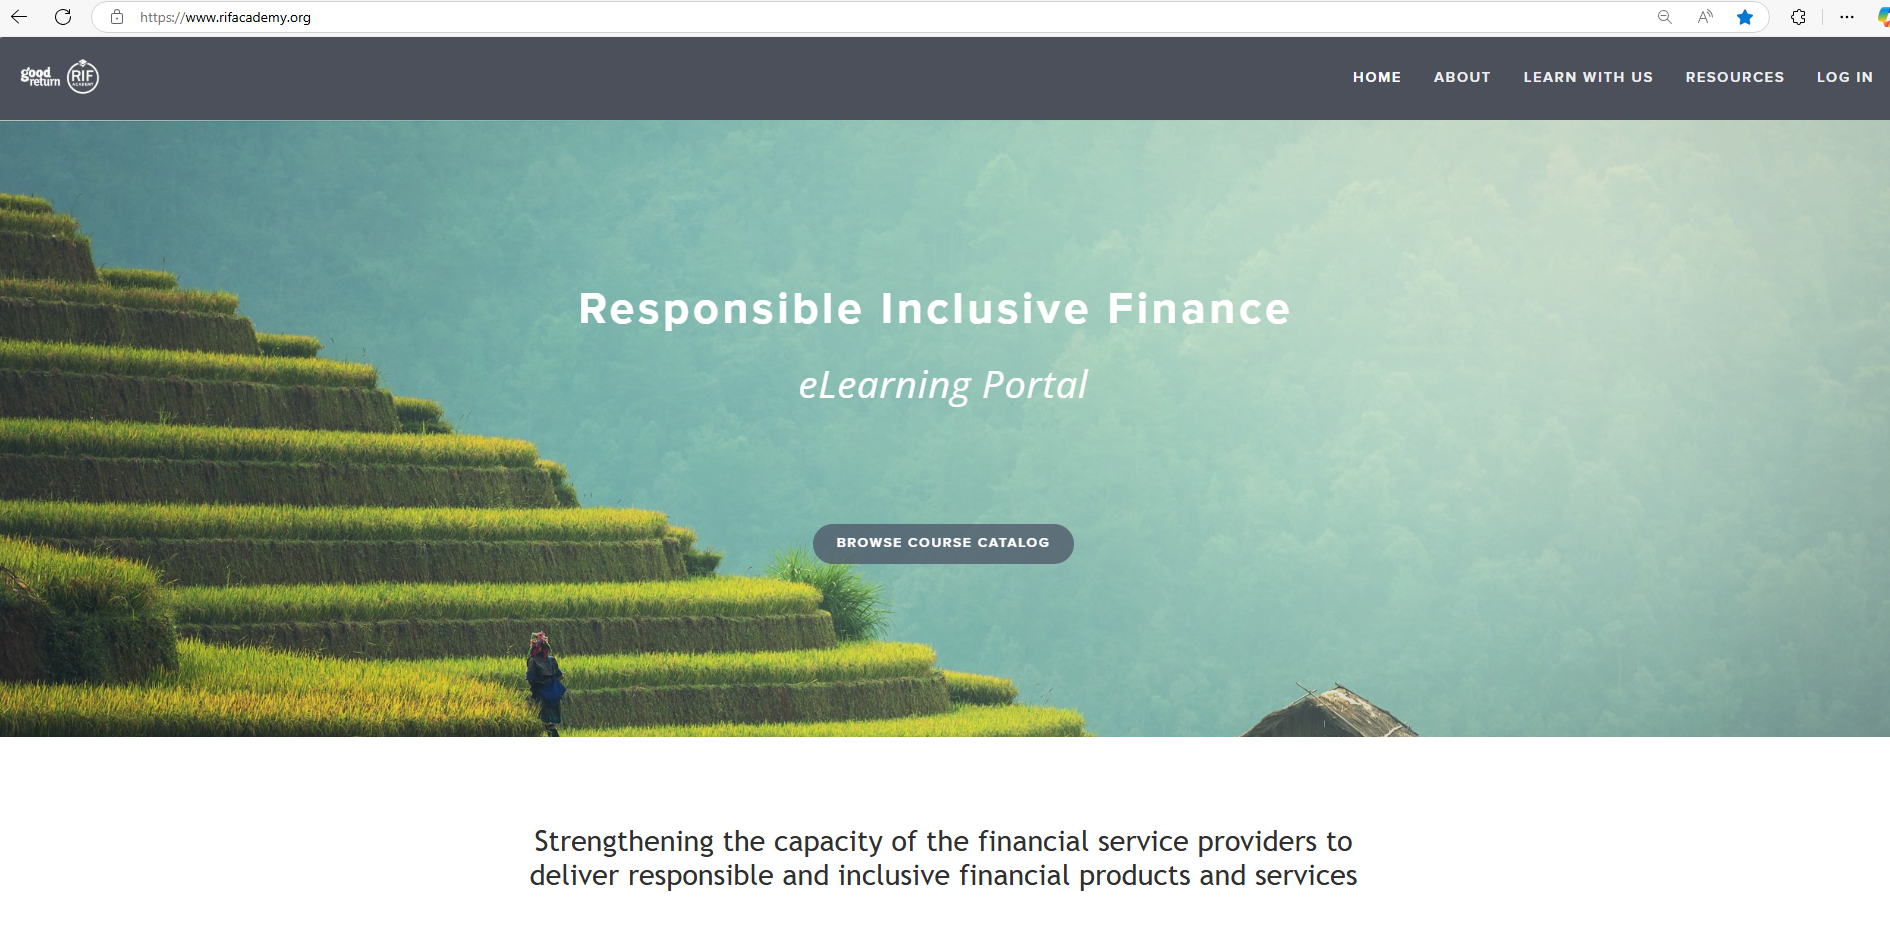 https://www.rifacademy.org
good
return
RIF
ACADEMY
HOME ABOUT LEARN WITH US RESOURCES LOG IN
Responsible Inclusive Finance
eLearning Portal
BROWSE COURSE CATALOG
Strengthening the capacity of the financial service providers to
deliver responsible and inclusive financial products and services